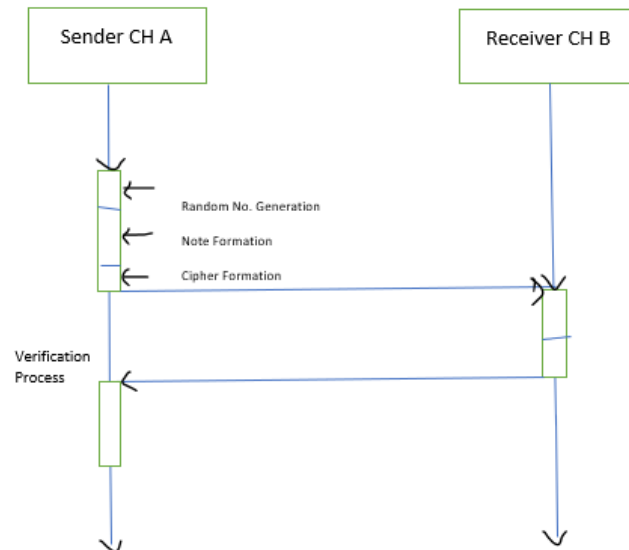 Sender CH A
Receiver CH B
Random No. Generation
Note Formation
Cipher Formation
Verification
Process